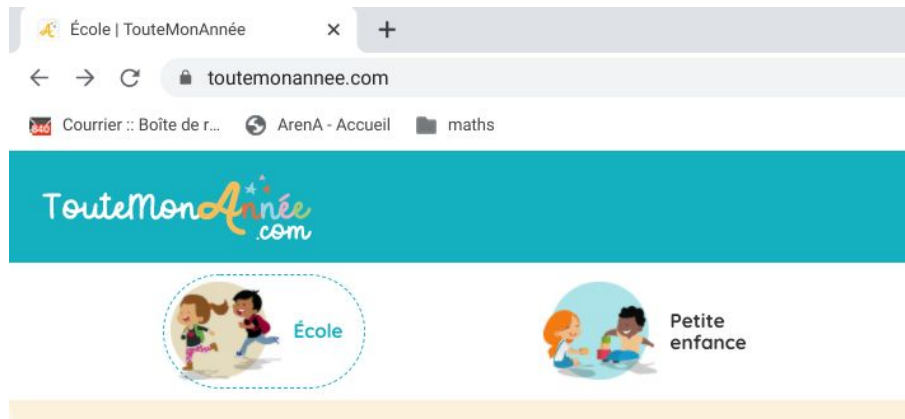 École | TouteMonAnnée
toutemonannee.com
Courrier :: Boîte de r... ArenA - Accueil maths
TouteMonAnnée
.com
École
Petite
enfance